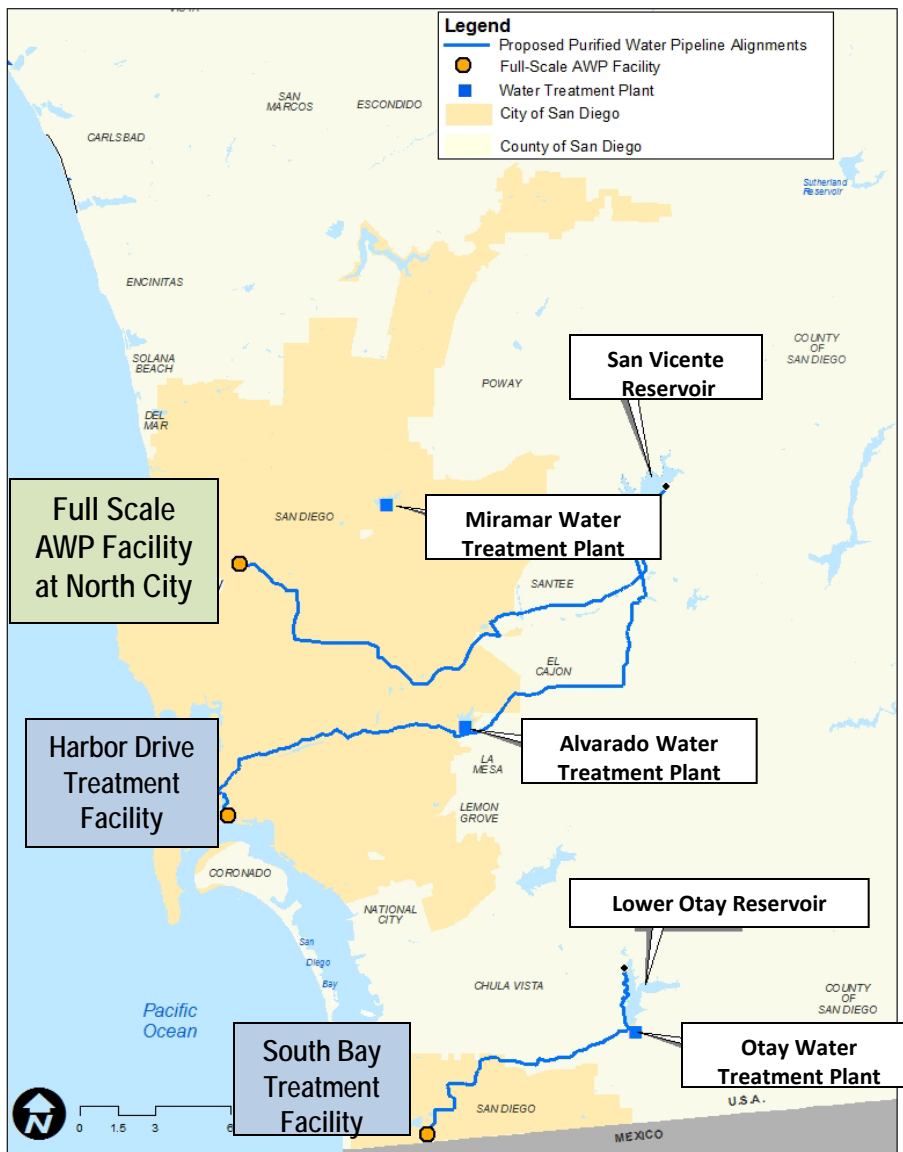 VISTA
Legend
Proposed Purified Water Pipeline Alignments
Full-Scale AWP Facility
Water Treatment Plant
City of San Diego
County of San Diego
SAN
MARCOS
ESCONDIDO
CARLSBAD
Sutherland
Reservoir
ENCINITAS
SOLANA
BEACH
DEL
MAR
COUNTY
OF
SAN DIEGO
San Vicente
Reservoir
POWAY
Full Scale
AWP Facility
at North City
SAN DIEGO
Miramar Water
Treatment Plant
SANTEE
EL
CAJON
Harbor Drive
Treatment
Facility
Alvarado Water
Treatment Plant
LA
MESA
LEMON
GROVE
CORONADO
NATIONAL
CITY
Lower Otay Reservoir
San
Diego
Bay
CHULA VISTA
COUNTY
OF
SAN DIEGO
Pacific
Ocean
South Bay
Treatment
Facility
Otay Water
Treatment Plant
SAN DIEGO
U.S.A.
MEXICO
N
0 1.5 3 6